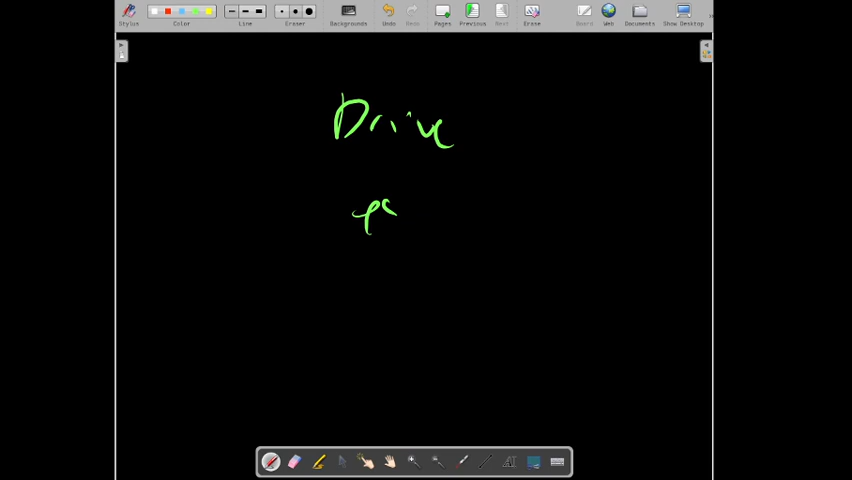 Stylus
Color
Line
Eraser
Backgrounds
Undo
Redo
Pages
Previous
Next
Erase
Board
Web
Documents
Show Desktop
Drive